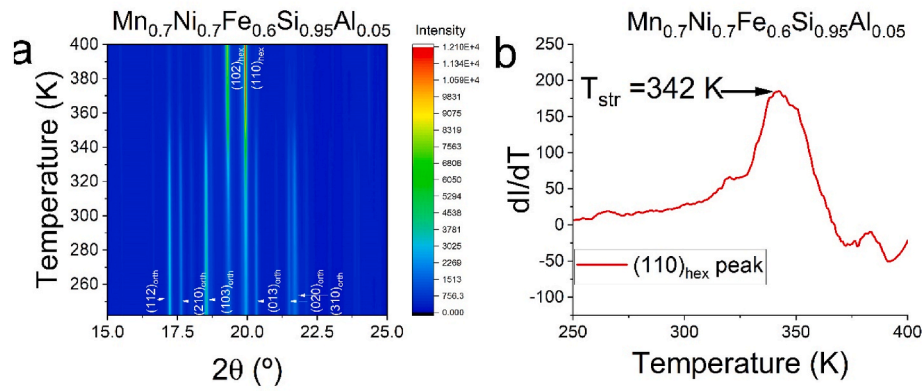 a
Mn0.7Ni0.7Fe0.6Si0.95Al0.05
Intensity
Temperature (K)
400
380
360
340
320
300
280
260
15.0 17.5 20.0 22.5 25.0
2θ (º)
(102)hex
(110)hex
(112)orth
(210)orth
(103)orth
(013)orth
(020)orth
(310)orth
1.210E+4
1.134E+4
1.059E+4
9831
9075
8319
7563
6808
6050
5294
4538
3781
3025
2269
1513
756.3
0.000
b
Mn0.7Ni0.7Fe0.6Si0.95Al0.05
dI/dT
250
200
150
100
50
0
-50
-100
Tstr =342 K
(110)hex peak
250 300 350 400
Temperature (K)